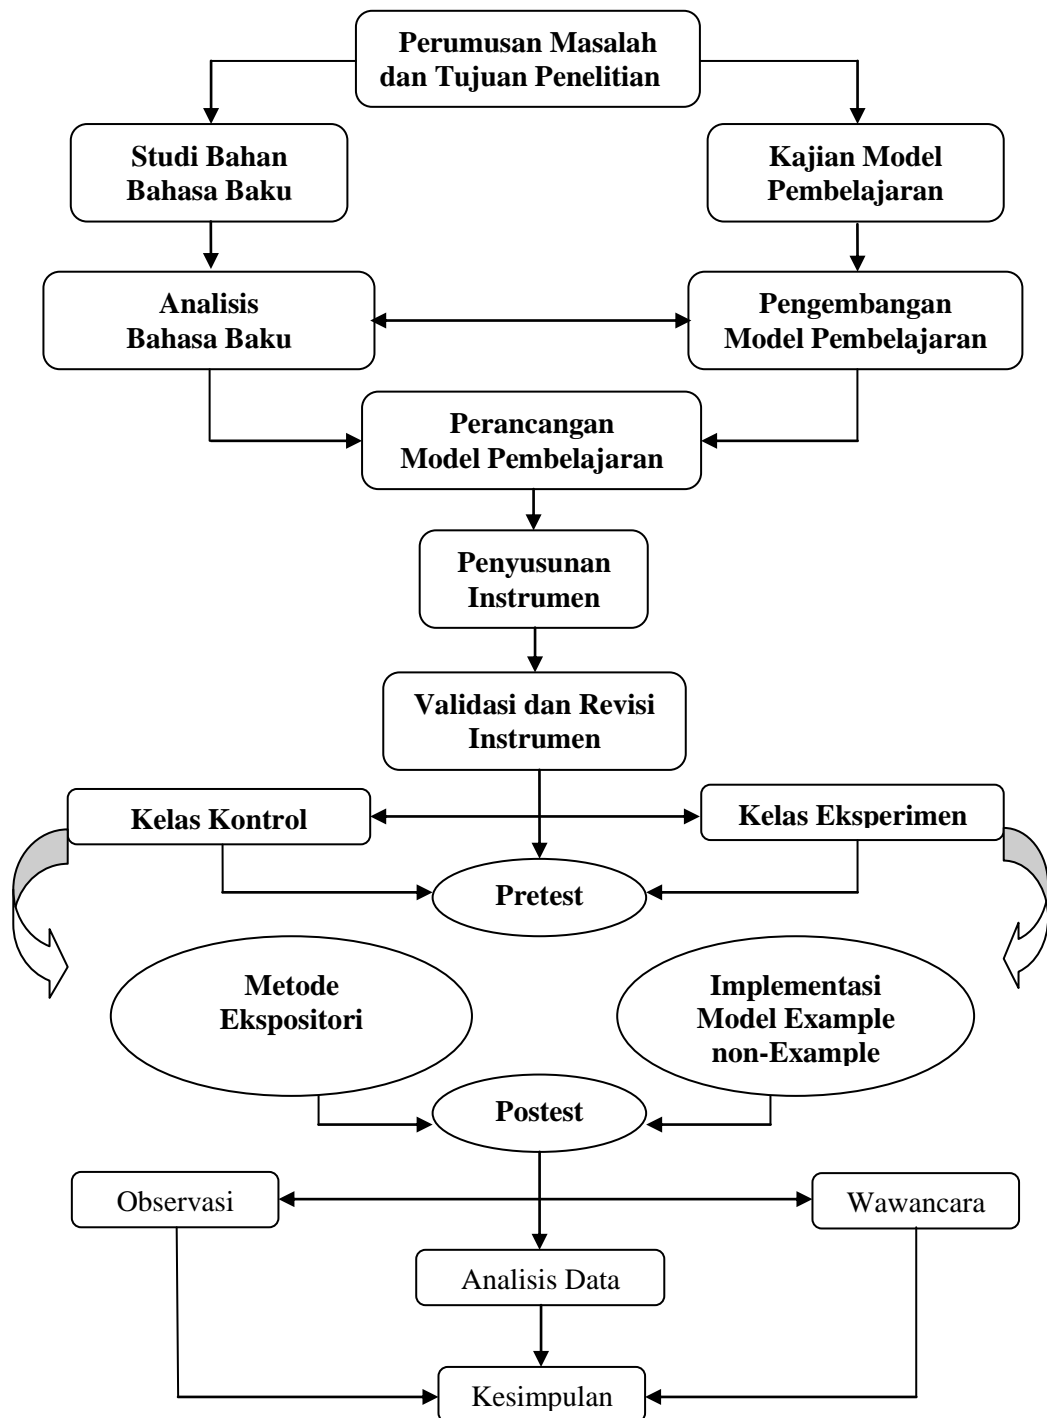 Perumusan Masalah
dan Tujuan Penelitian
Studi Bahan
Bahasa Baku
Kajian Model
Pembelajaran
Analisis
Bahasa Baku
Pengembangan
Model Pembelajaran
Perancangan
Model Pembelajaran
Penyusunan
Instrumen
Validasi dan Revisi
Instrumen
Kelas Kontrol
Kelas Eksperimen
Pretest
Metode
Ekspositori
Implementasi
Model Example
non-Example
Postest
Observasi
Wawancara
Analisis Data
Kesimpulan